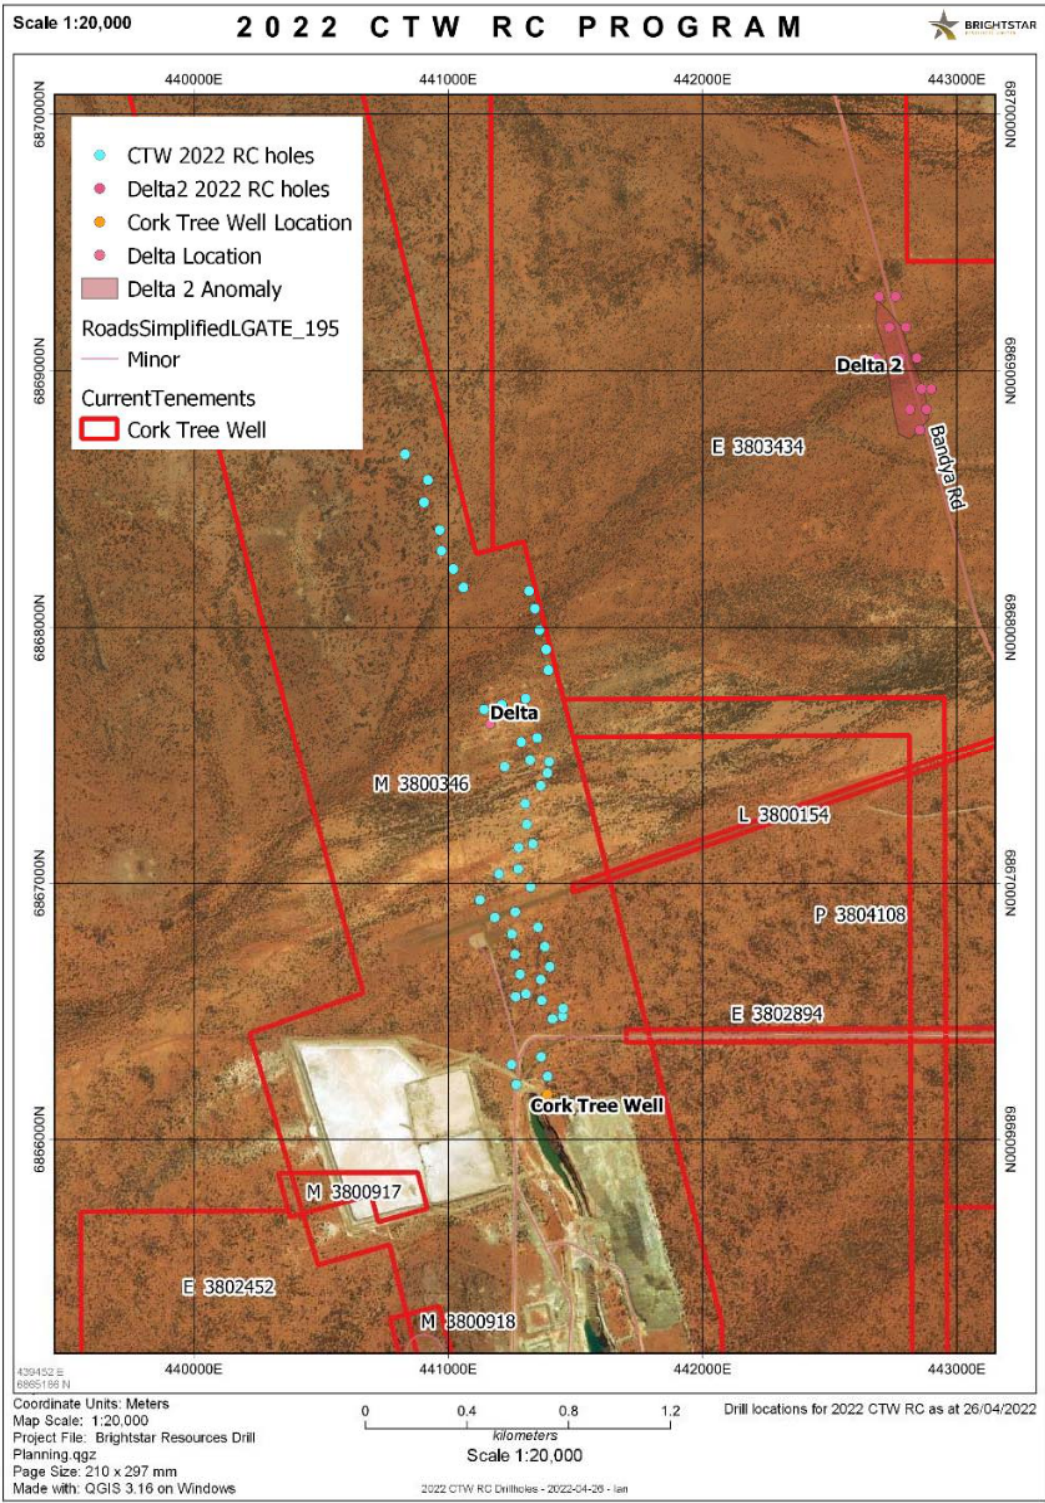 Scale 1:20,000
2022 CTW RC PROGRAM
BRIGHTSTAR
440000E 441000E 442000E 443000E
6870000N
6870000N
CTW 2022 RC holes
Delta2 2022 RC holes
Cork Tree Well Location
Delta Location
Delta 2 Anomaly
RoadsSimplifiedLGATE_195
Minor
CurrentTenements
Cork Tree Well
Delta 2
6869000N
6869000N
E 3803434
Bandya Rd
6868000N
6868000N
Delta
M 3800346
L 3800154
6867000N
6867000N
P 3804108
E 3802894
Cork Tree Well
6866000N
6866000N
M 3800917
E 3802452
M 3800918
440000E 441000E 442000E 443000E
439452 E
6865186 N
Coordinate Units: Meters
Map Scale: 1:20,000
Project File: Brightstar Resources Drill
Planning.qgz
Page Size: 210 x 297 mm
Made with: QGIS 3.16 on Windows
0 0.4 0.8 1.2
kilometers
Scale 1:20,000
2022 CTW RC Drillholes - 2022-04-26 - Ian
Drill locations for 2022 CTW RC as at 26/04/2022